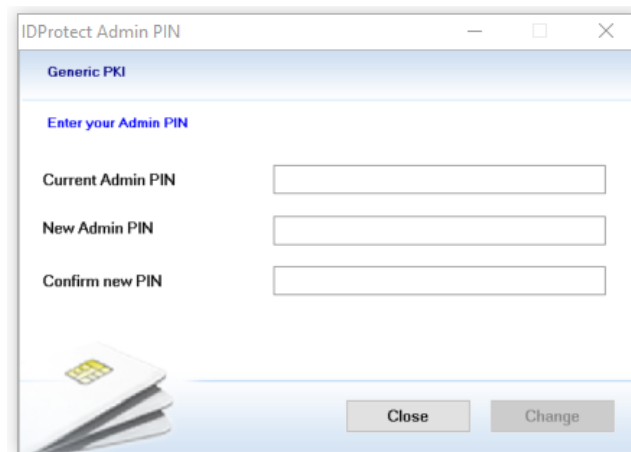 IDProtect Admin PIN
Generic PKI
Enter your Admin PIN
Current Admin PIN
New Admin PIN
Confirm new PIN
Close Change